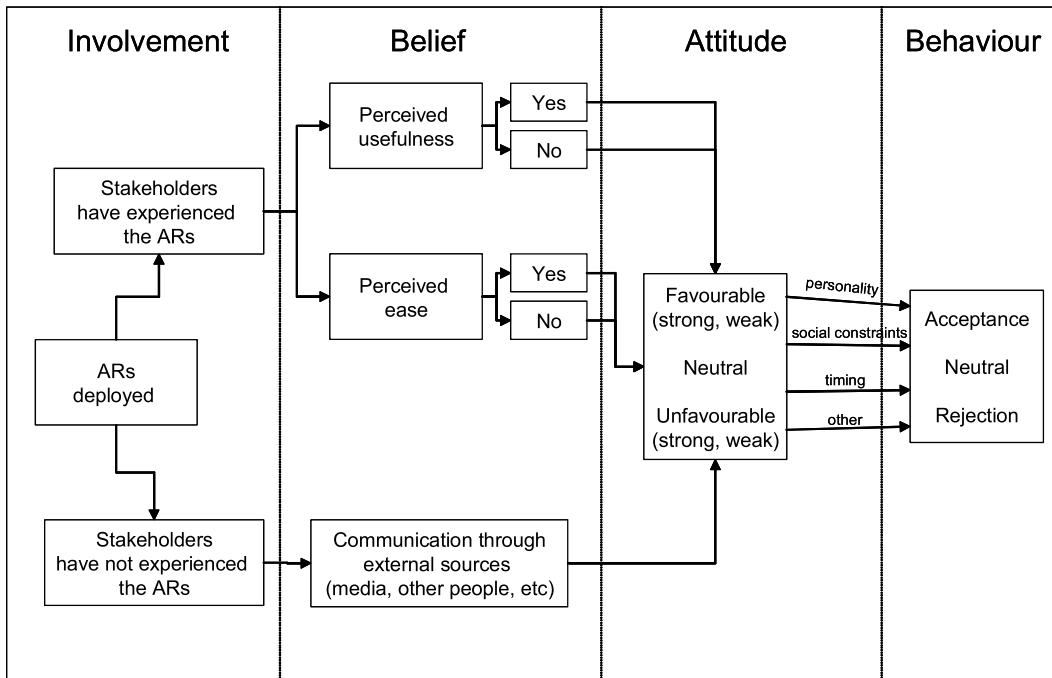 Involvement
Belief
Attitude
Behaviour
Perceived
usefulness
Yes
No
Stakeholders
have experienced
the ARs
Perceived
ease
Yes
No
ARs
deployed
Favourable
(strong, weak)
Neutral
Unfavourable
(strong, weak)
personality
social constraints
timing
other
Acceptance
Neutral
Rejection
Stakeholders
have not experienced
the ARs
Communication through
external sources
(media, other people, etc)